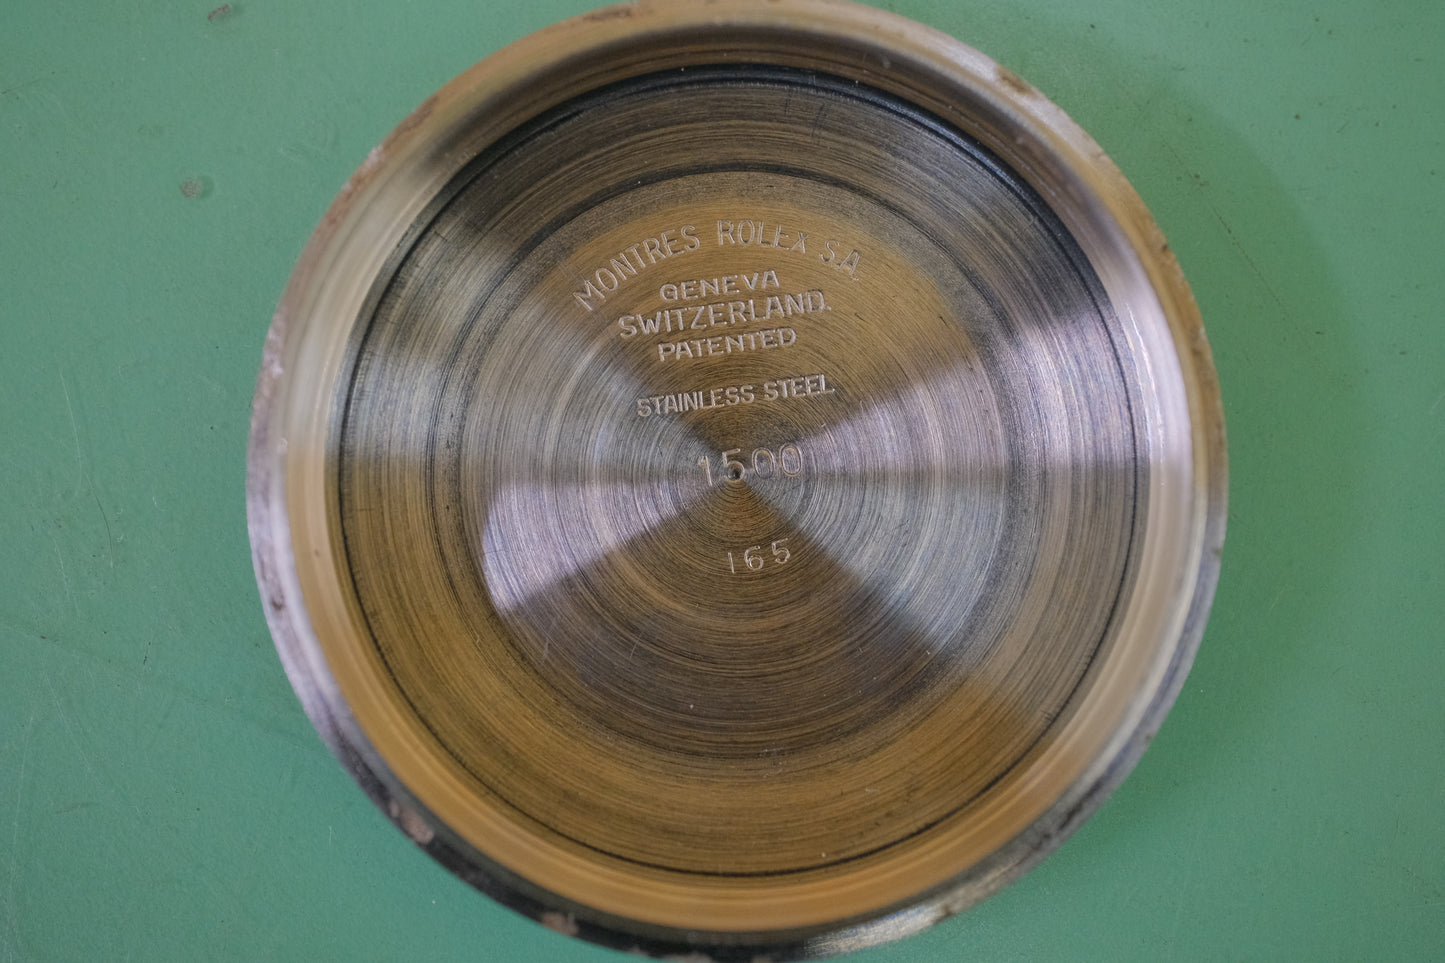 MONTRES ROLEX S.A.
GENEVA
SWITZERLAND.
PATENTED
STAINLESS STEEL
1500
165